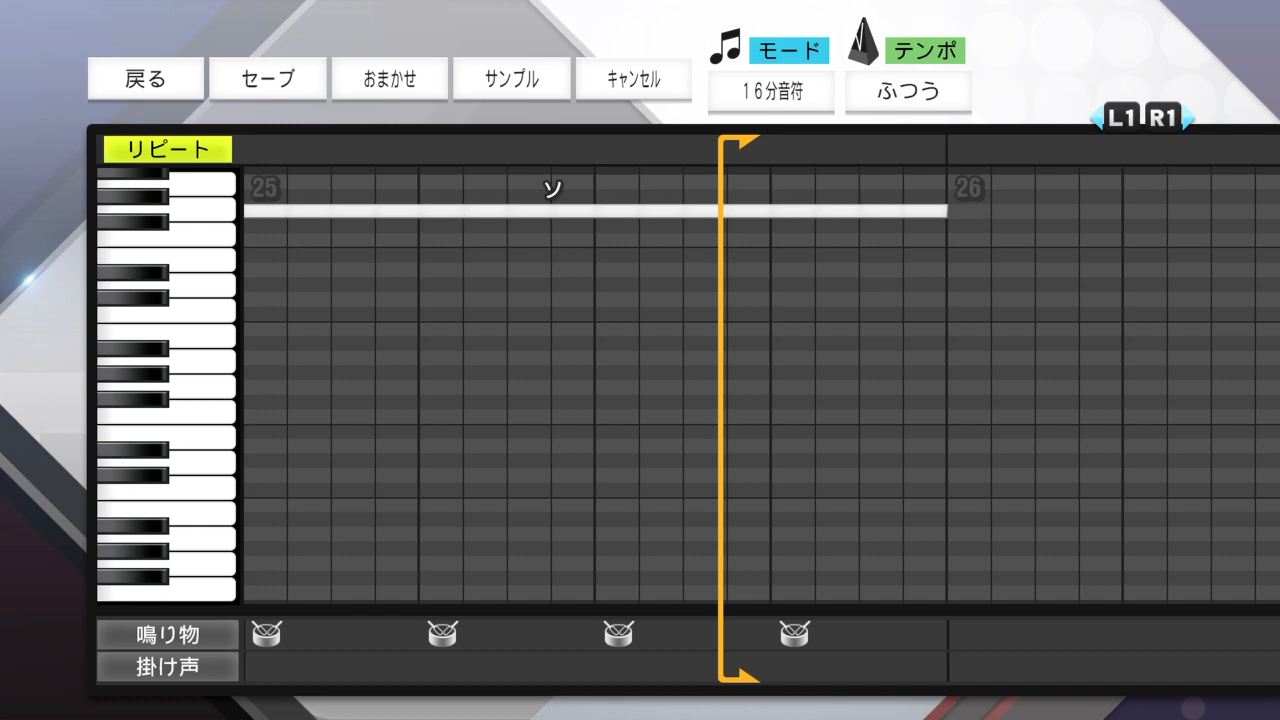 モード
テンポ
戻る
セーブ
おまかせ
サンプル
キャンセル
16分音符
ふつう
L1 R1
リピート
25
ソ
26
鳴り物
掛け声